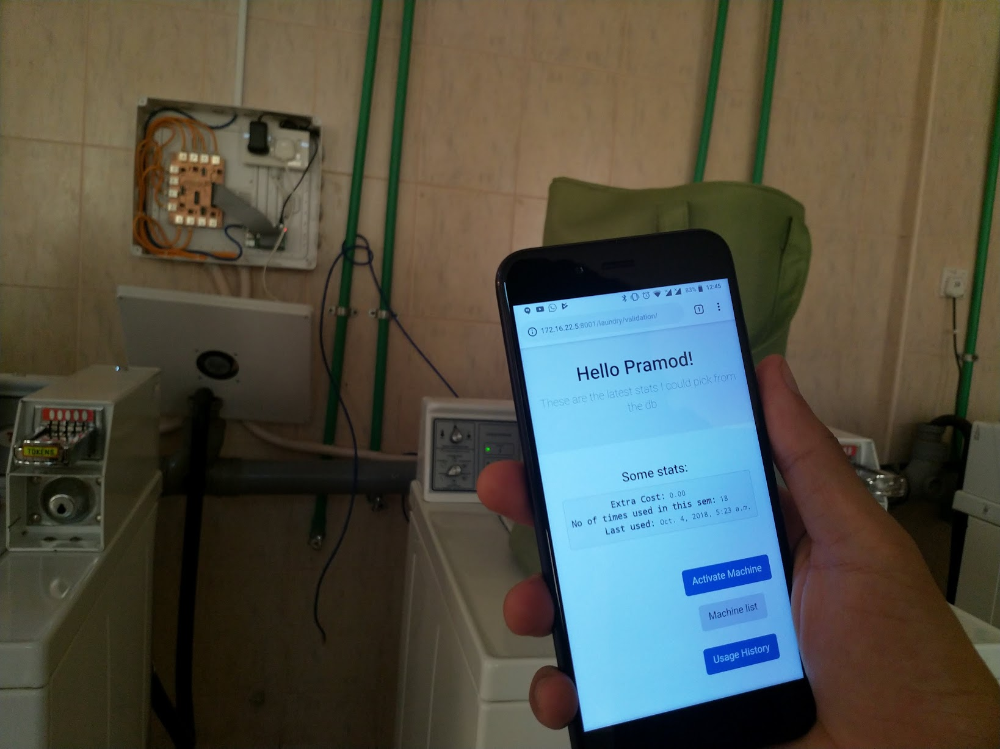 83% 12:45
172.16.22.5:8001/laundry/validation/
1
Hello Pramod!
These are the latest stats I could pick from
the db
Some stats:
Extra Cost: 0.00
No of times used in this sem: 18
Last used: Oct. 4, 2018, 5:23 a.m.
Activate Machine
Machine list
Usage History
TOKENS